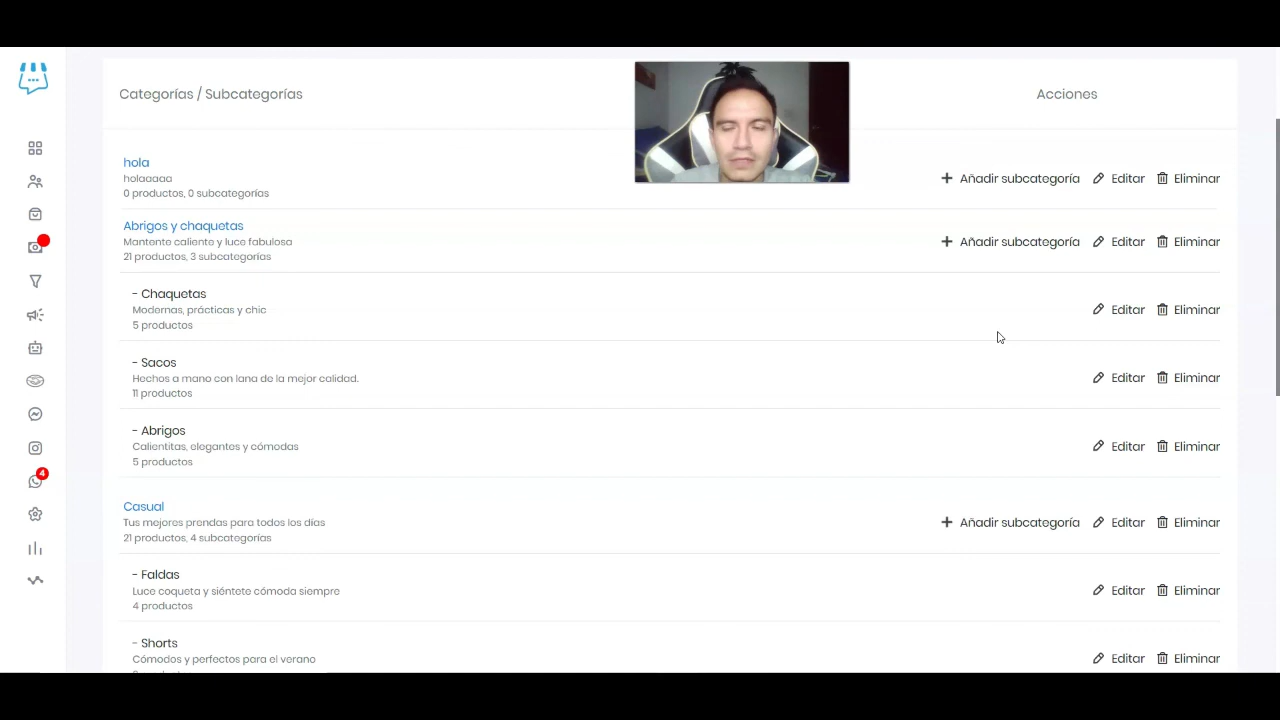 Categorías / Subcategorías
Acciones
hola
holaaaaa
0 productos, 0 subcategorías
Añadir subcategoría Editar Eliminar
Abrigos y chaquetas
Mantente caliente y luce fabulosa
21 productos, 3 subcategorías
Añadir subcategoría Editar Eliminar
- Chaquetas
Modernas, prácticas y chic
5 productos
Editar Eliminar
- Sacos
Hechos a mano con lana de la mejor calidad.
11 productos
Editar Eliminar
- Abrigos
Calientitas, elegantes y cómodas
5 productos
Editar Eliminar
4
Casual
Tus mejores prendas para todos los días
21 productos, 4 subcategorías
Añadir subcategoría Editar Eliminar
- Faldas
Luce coqueta y siéntete cómoda siempre
4 productos
Editar Eliminar
- Shorts
Cómodos y perfectos para el verano
Editar Eliminar